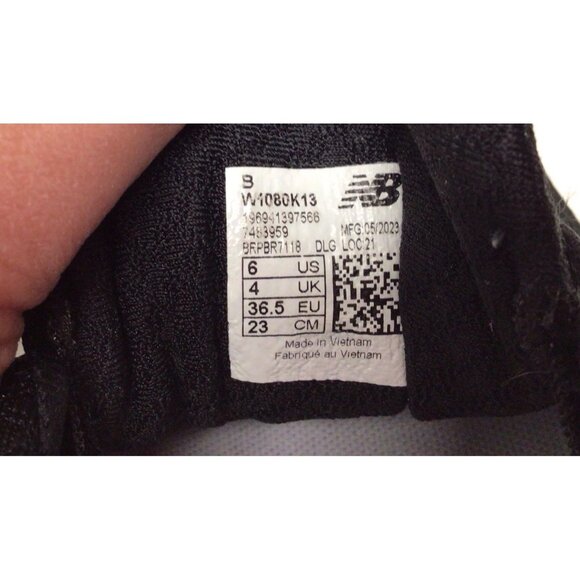 B
W1080K13
NB
196941397566
7483959 MFG:05/2023
BRPBR7118 DLG LOC:21
6 US
4 UK
36.5 EU
23 CM
Made in Vietnam
Fabriqué au Vietnam